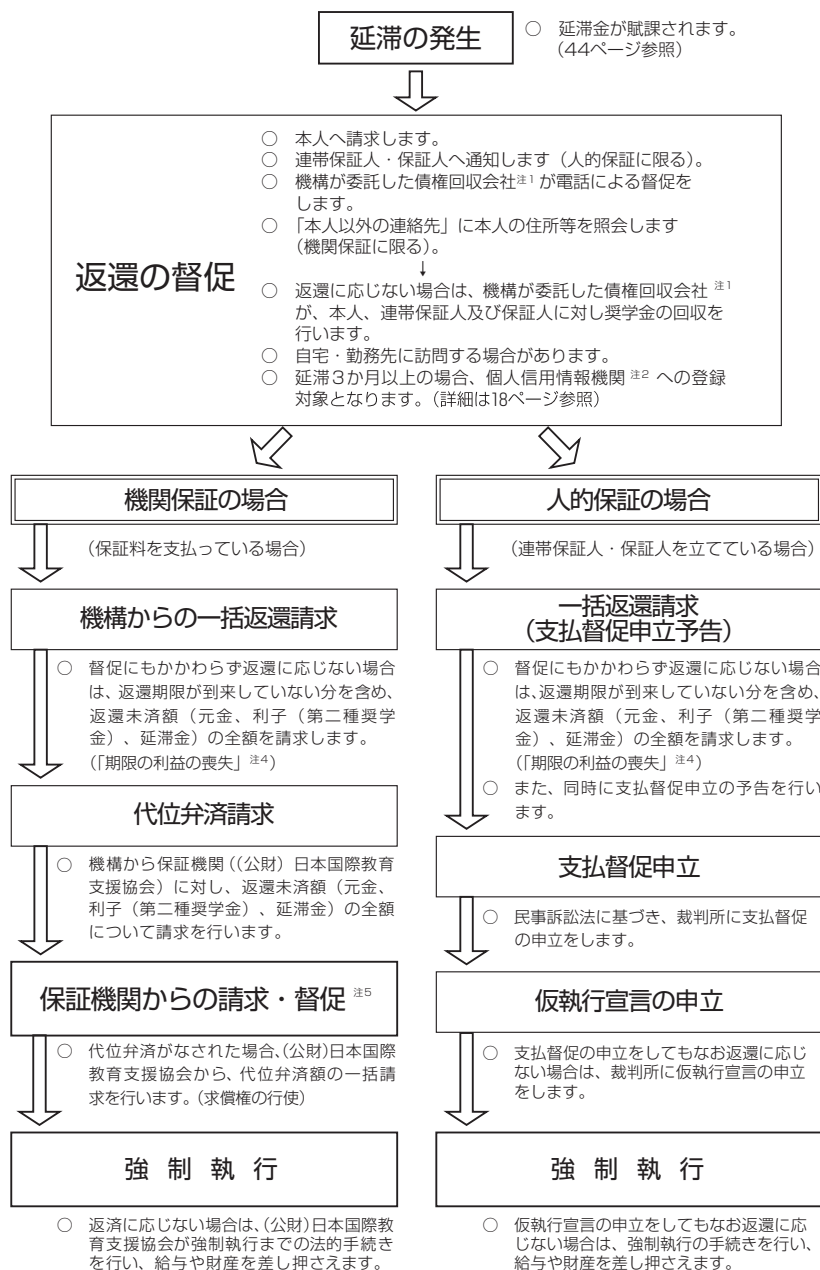 延滞の発生
○ 延滞金が賦課されます。
(44ページ参照)
返還の督促
○ 本人へ請求します。
○ 連帯保証人・保証人へ通知します（人的保証に限る）。
○ 機構が委託した債権回収会社注1が電話による督促を
します。
○ 「本人以外の連絡先」に本人の住所等を照会します
(機関保証に限る)。
↓
○ 返還に応じない場合は、機構が委託した債権回収会社 注1
が、本人、連帯保証人及び保証人に対し奨学金の回収を
行います。
○ 自宅・勤務先に訪問する場合があります。
○ 延滞３か月以上の場合、個人信用情報機関 注2 への登録
対象となります。(詳細は18ページ参照)
機関保証の場合
(保証料を支払っている場合)
機構からの一括返還請求
○ 督促にもかかわらず返還に応じない場合
は、返還期限が到来していない分を含め、
返還未済額（元金、利子（第二種奨学
金）、延滞金）の全額を請求します。
(「期限の利益の喪失」注4)
代位弁済請求
○ 機構から保証機関((公財）日本国際教育
支援協会）に対し、返還未済額（元金、
利子（第二種奨学金）、延滞金）の全額
について請求を行います。
保証機関からの請求・督促 注5
○ 代位弁済がなされた場合、(公財)日本国際
教育支援協会から、代位弁済額の一括請
求を行います。(求償権の行使)
強 制 執 行
○ 返済に応じない場合は、(公財)日本国際教
育支援協会が強制執行までの法的手続き
を行い、給与や財産を差し押さえます。
人的保証の場合
(連帯保証人・保証人を立てている場合)
一括返還請求
(支払督促申立予告)
○ 督促にもかかわらず返還に応じない場合
は、返還期限が到来していない分を含め、
返還未済額（元金、利子（第二種奨学
金）、延滞金）の全額を請求します。
(「期限の利益の喪失」注4)
○ また、同時に支払督促申立の予告を行い
ます。
支払督促申立
○ 民事訴訟法に基づき、裁判所に支払督促
の申立をします。
仮執行宣言の申立
○ 支払督促の申立をしてもなお返還に応じ
ない場合は、裁判所に仮執行宣言の申立
をします。
強 制 執 行
○ 仮執行宣言の申立をしてもなお返還に応
じない場合は、強制執行の手続きを行い、
給与や財産を差し押さえます。